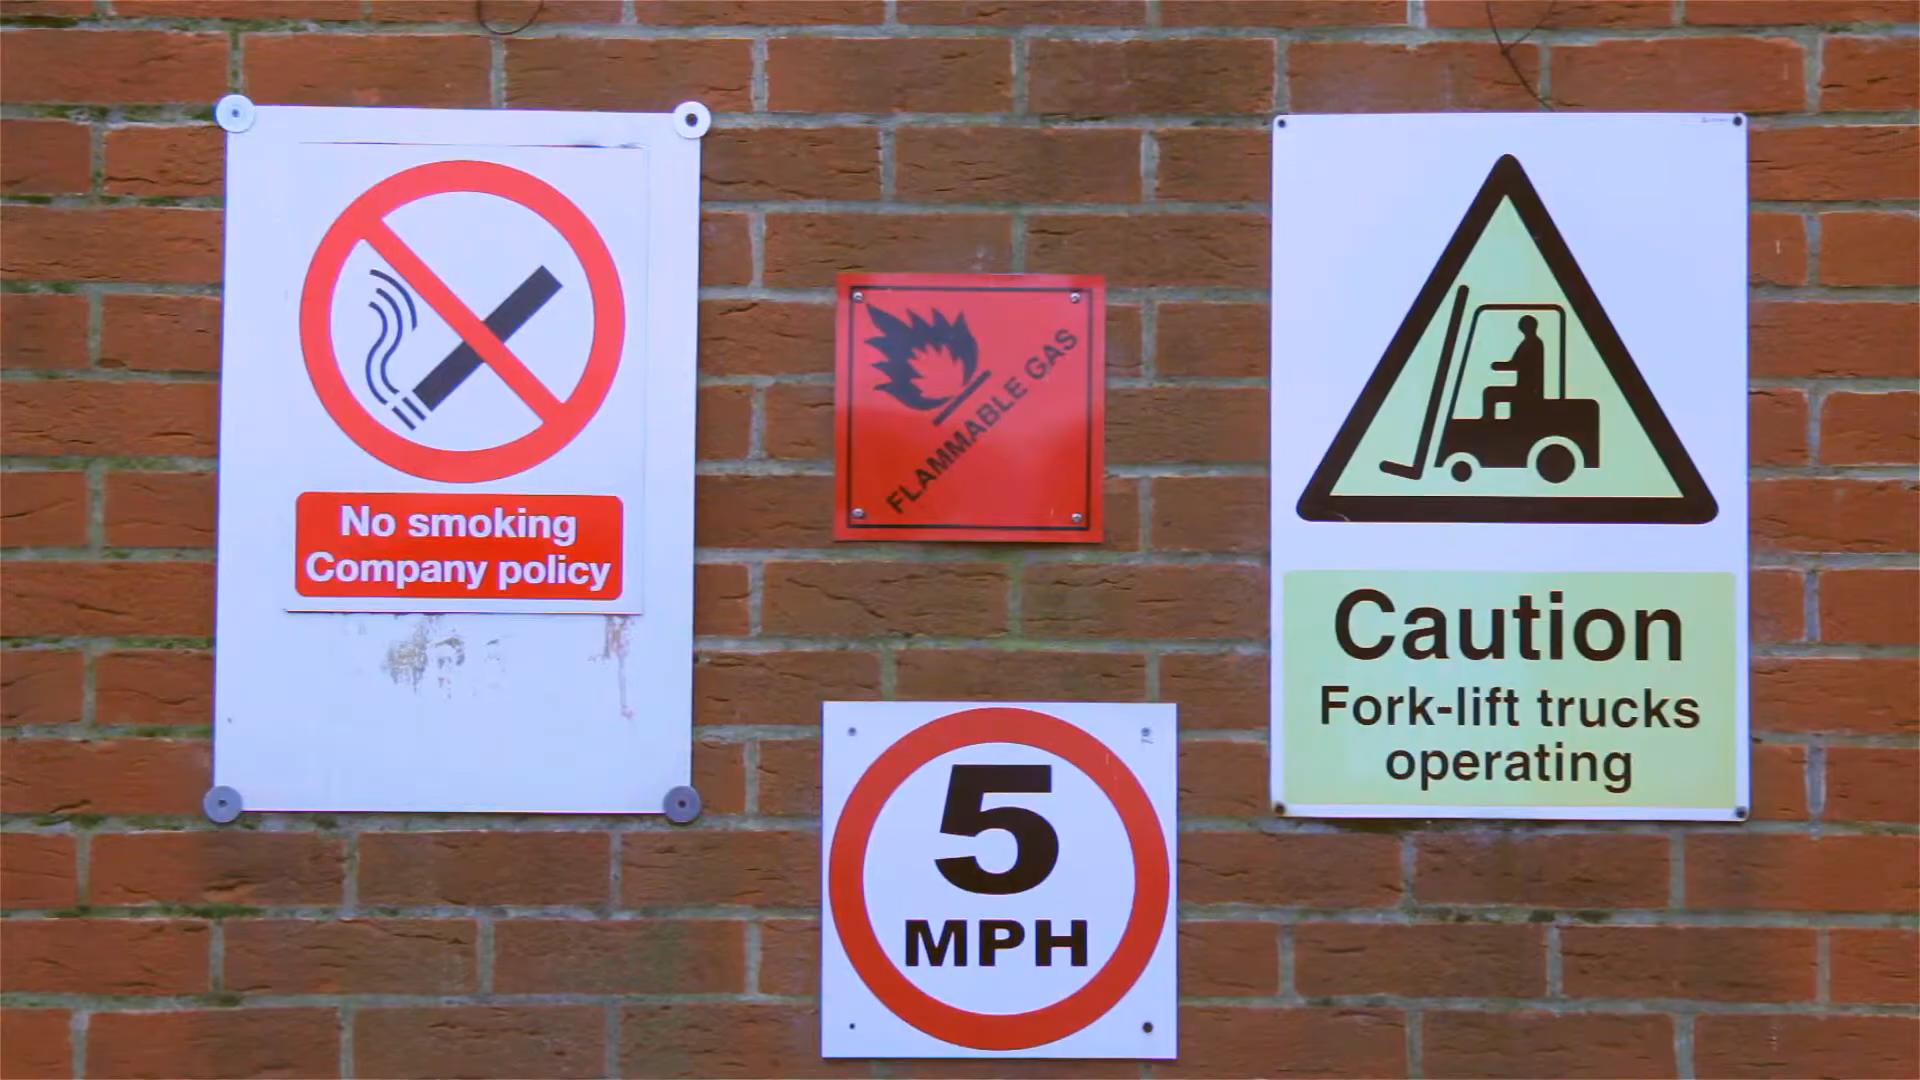 No smoking
Company policy
FLAMMABLE GAS
5
MPH
Caution
Fork-lift trucks
operating